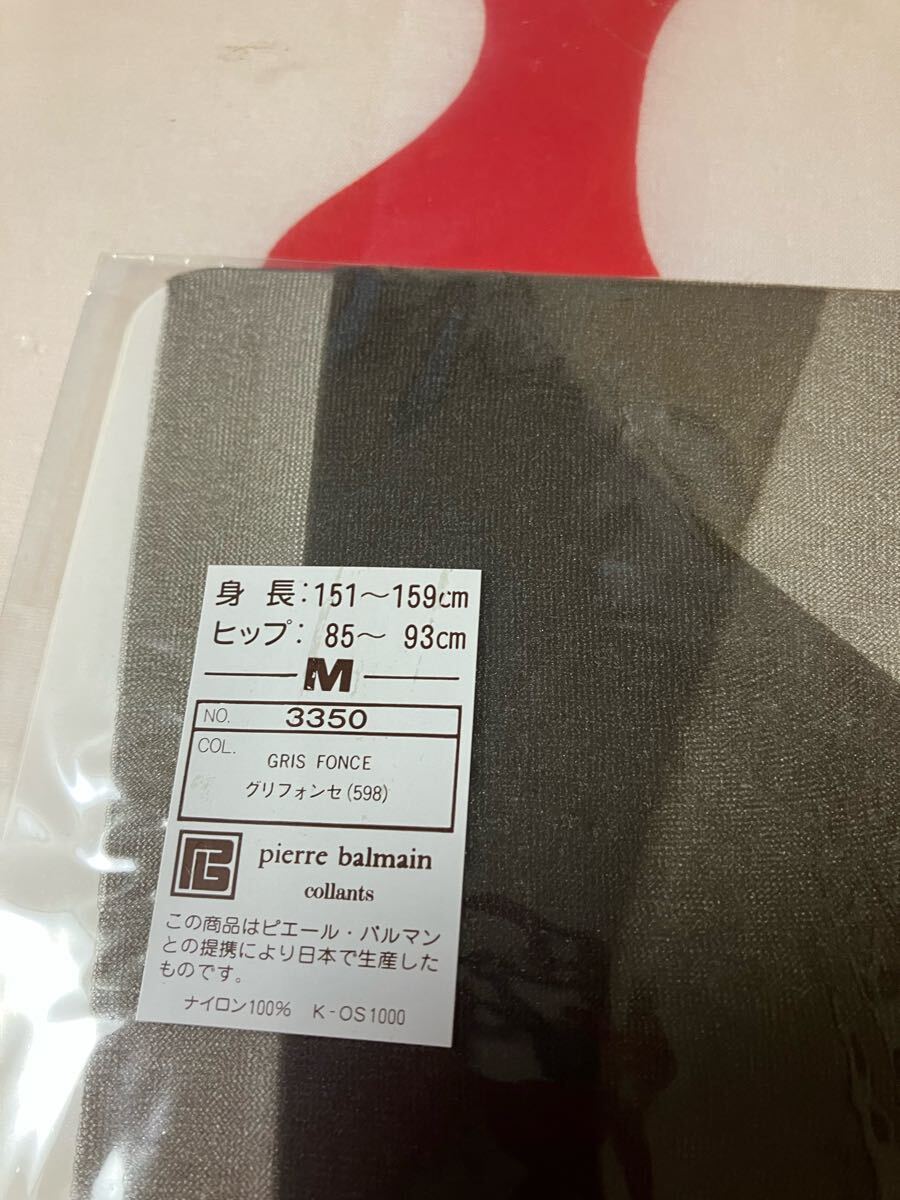 身長:151～159cm
ヒップ: 85～ 93cm
M
NO. 3350
COL.
GRIS FONCE
グリフォンセ(598)
PB pierre balmain
collants
この商品はピエール・バルマン
との提携により日本で生産した
ものです。
ナイロン100% K-OS1000